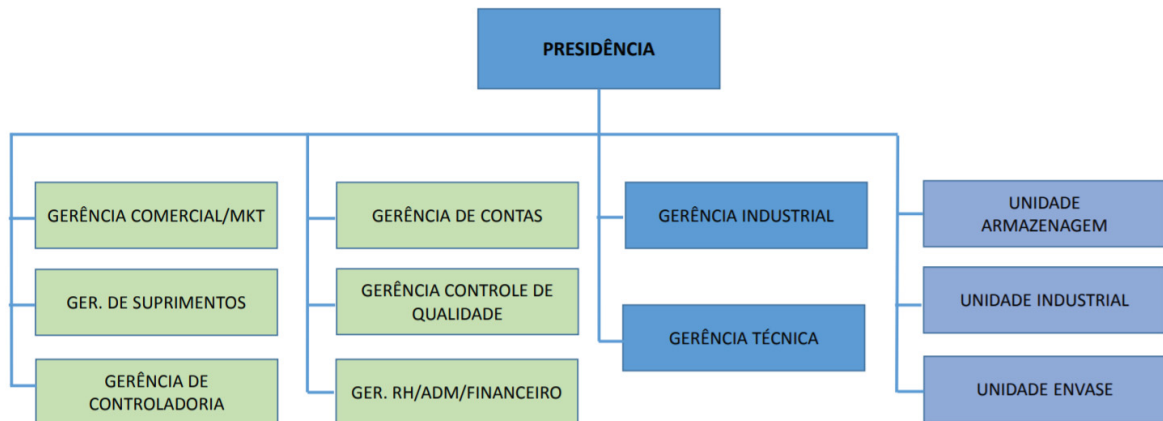 PRESIDÊNCIA
GERÊNCIA COMERCIAL/MKT
GER. DE SUPRIMENTOS
GERÊNCIA DE
CONTROLADORIA
GERÊNCIA DE CONTAS
GERÊNCIA CONTROLE DE
QUALIDADE
GER. RH/ADM/FINANCEIRO
GERÊNCIA INDUSTRIAL
GERÊNCIA TÉCNICA
UNIDADE
ARMAZENAGEM
UNIDADE INDUSTRIAL
UNIDADE ENVASE